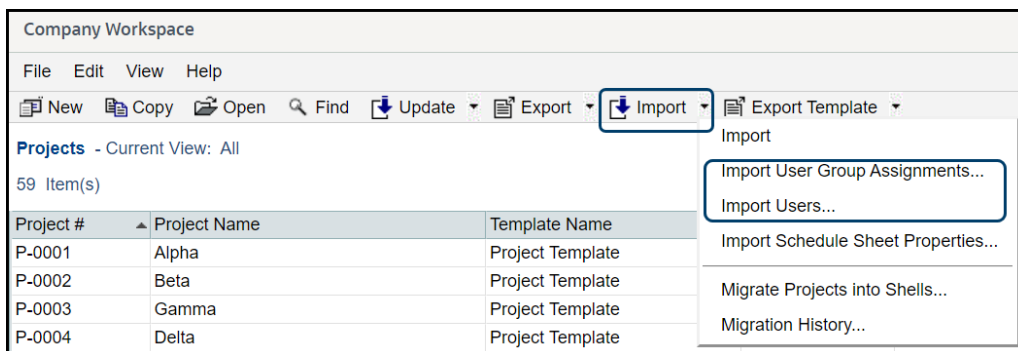 Company Workspace
File Edit View Help
New Copy Open Find Update Export Import Export Template
Projects - Current View: All
59 Item(s)
Import
Import User Group Assignments...
Import Users...
Import Schedule Sheet Properties...
Migrate Projects into Shells...
Migration History...
Project # Project Name Template Name
P-0001 Alpha Project Template
P-0002 Beta Project Template
P-0003 Gamma Project Template
P-0004 Delta Project Template